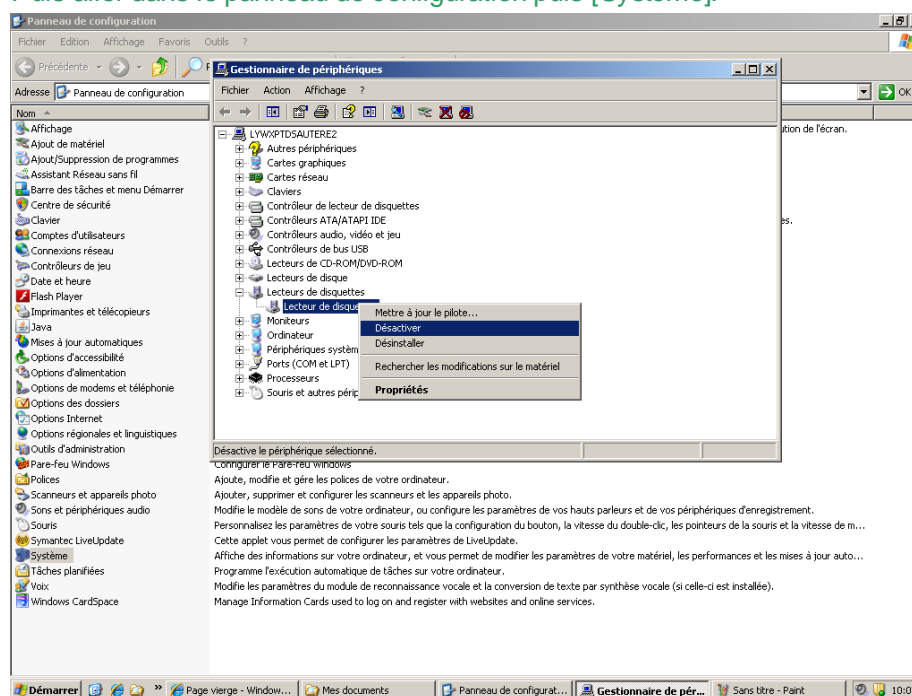 Puis aller dans le panneau de configuration puis [Système].
Panneau de configuration
Fichier Edition Affichage Favoris Outils ?
Précédente
Adresse Panneau de configuration OK
Nom
Affichage
Ajout de matériel
Ajout/Suppression de programmes
Assistant Réseau sans fil
Barre des tâches et menu Démarrer
Centre de sécurité
Clavier
Comptes d'utilisateurs
Connexions réseau
Contrôleurs de jeu
Date et heure
Flash Player
Imprimantes et télécopieurs
Java
Mises à jour automatiques
Options d'accessibilité
Options d'alimentation
Options de modems et téléphonie
Options des dossiers
Options Internet
Options régionales et linguistiques
Outils d'administration
Pare-feu Windows
Polices
Scanneurs et appareils photo
Sons et périphériques audio
Souris
Symantec LiveUpdate
Système
Tâches planifiées
Voix
Windows CardSpace
Gestionnaire de périphériques
Fichier Action Affichage ?
LYWXPTDSAUTERE2
Autres périphériques
Cartes graphiques
Cartes réseau
Claviers
Contrôleur de lecteur de disquettes
Contrôleurs ATA/ATAPI IDE
Contrôleurs audio, vidéo et jeu
Contrôleurs de bus USB
Lecteurs de CD-ROM/DVD-ROM
Lecteurs de disque
Lecteurs de disquettes
Lecteur de disque
Moniteurs
Ordinateur
Périphériques systèm
Ports (COM et LPT)
Processeurs
Souris et autres périp
Mettre à jour le pilote...
Désactiver
Désinstaller
Rechercher les modifications sur le matériel
Propriétés
Désactive le périphérique sélectionné.
ution de l'écran.
es.
Configurer le Pare-feu Windows
Ajoute, modifie et gére les polices de votre ordinateur.
Ajouter, supprimer et configurer les scanneurs et les appareils photo.
Modifie le modèle de sons de votre ordinateur, ou configure les paramètres de vos hauts parleurs et de vos périphériques d'enregistrement.
Personnalisez les paramètres de votre souris tels que la configuration du bouton, la vitesse du double-clic, les pointeurs de la souris et la vitesse de m...
Cette applet vous permet de configurer les paramètres de LiveUpdate.
Affiche des informations sur votre ordinateur, et vous permet de modifier les paramètres de votre matériel, les performances et les mises à jour auto...
Programme l'exécution automatique de tâches sur votre ordinateur.
Modifie les paramètres du module de reconnaissance vocale et la conversion de texte par synthèse vocale (si celle-ci est installée).
Manage Information Cards used to log on and register with websites and online services.
Démarrer » Page vierge - Window... Mes documents Panneau de configurat... Gestionnaire de pér... Sans titre - Paint 10:0